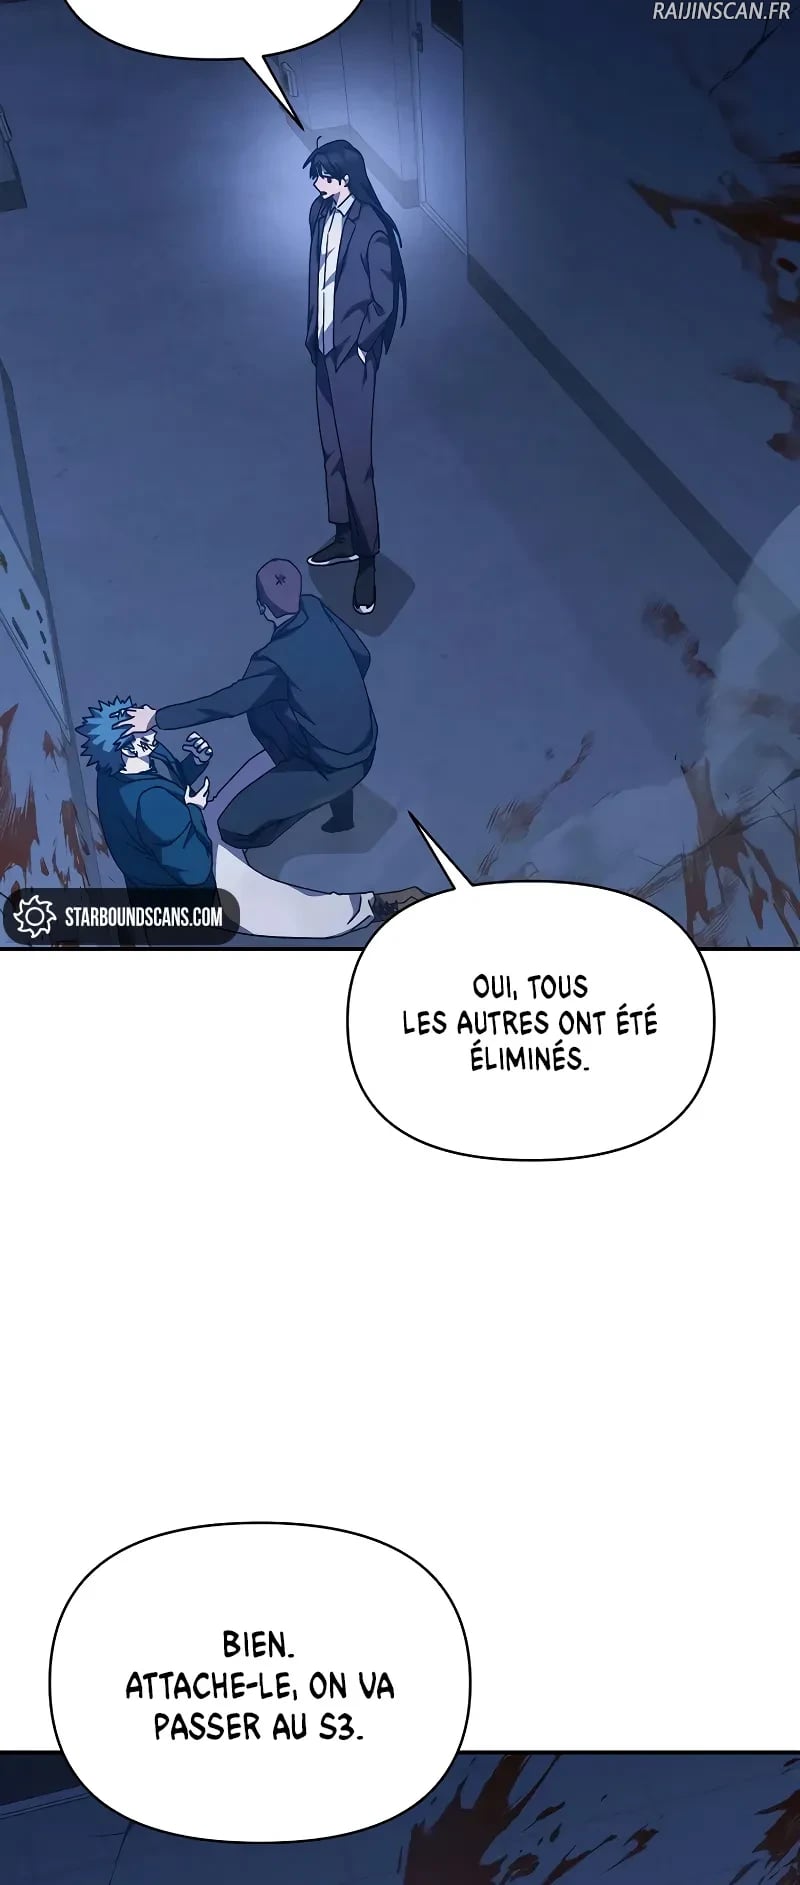 RAIJINSCAN.FR
STARBOUNDSCANS.COM
OUI, TOUS
LES AUTRES ONT ÉTÉ
ÉLIMINÉS.
BIEN.
ATTACHE-LE, ON VA
PASSER AU S3.